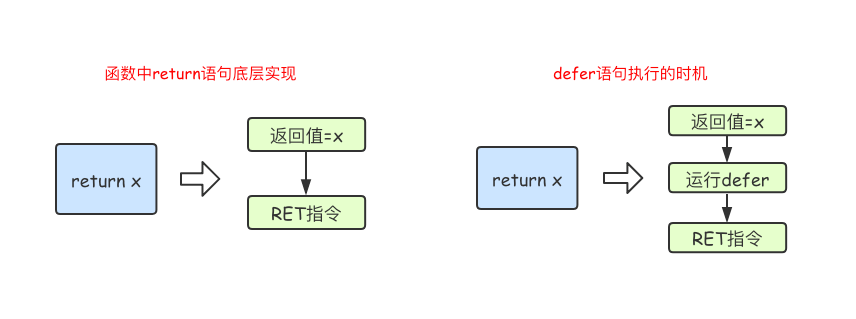 函数中return语句底层实现
return x
返回值=x
RET指令
defer语句执行的时机
return x
返回值=x
运行defer
RET指令